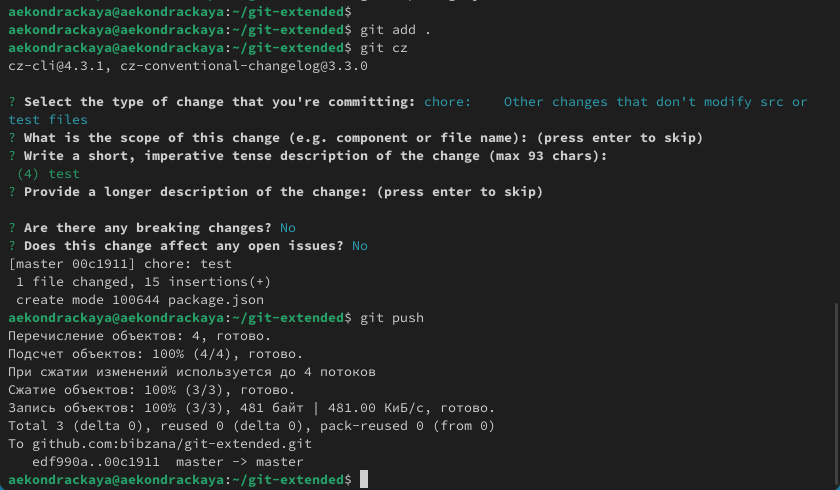 aekondrackaya@aekondrackaya:~/git-extended$
aekondrackaya@aekondrackaya:~/git-extended$ git add .
aekondrackaya@aekondrackaya:~/git-extended$ git cz
cz-cli@4.3.1, cz-conventional-changelog@3.3.0
? Select the type of change that you're committing: chore:    Other changes that don't modify src or
test files
? What is the scope of this change (e.g. component or file name): (press enter to skip)
? Write a short, imperative tense description of the change (max 93 chars):
 (4) test
? Provide a longer description of the change: (press enter to skip)
? Are there any breaking changes? No
? Does this change affect any open issues? No
[master 00c1911] chore: test
 1 file changed, 15 insertions(+)
 create mode 100644 package.json
aekondrackaya@aekondrackaya:~/git-extended$ git push
Перечисление объектов: 4, готово.
Подсчет объектов: 100% (4/4), готово.
При сжатии изменений используется до 4 потоков
Сжатие объектов: 100% (3/3), готово.
Запись объектов: 100% (3/3), 481 байт | 481.00 КиБ/с, готово.
Total 3 (delta 0), reused 0 (delta 0), pack-reused 0 (from 0)
To github.com:bibzana/git-extended.git
   edf990a..00c1911  master -> master
aekondrackaya@aekondrackaya:~/git-extended$